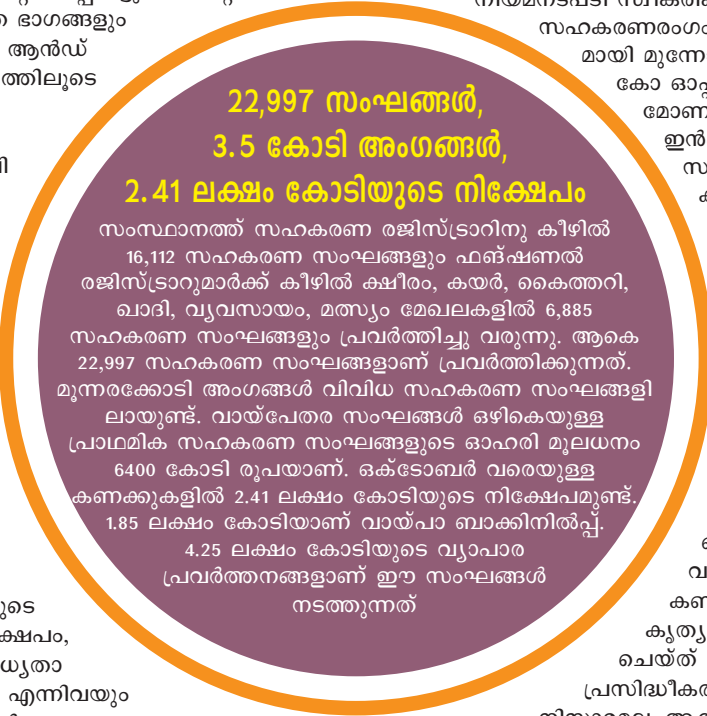 ഭാഗങ്ങളും
ആൻഡ്
22,997 സംഘങ്ങൾ,
3.5 കോടി അംഗങ്ങൾ,
2.41 ലക്ഷം കോടിയുടെ നിക്ഷേപം
സംസ്ഥാനത്ത് സഹകരണ രജിസ്ട്രാറിനു കീഴിൽ
16,112 സഹകരണ സംഘങ്ങളും ഫങ്ഷണൽ
രജിസ്ട്രാറുമാർക്ക് കീഴിൽ ക്ഷീരം, കയർ, കൈത്തറി,
ഖാദി, വ്യവസായം, മത്സ്യം മേഖലകളിൽ 6,885
സഹകരണ സംഘങ്ങളും പ്രവർത്തിച്ചു വരുന്നു. ആകെ
22,997 സഹകരണ സംഘങ്ങളാണ് പ്രവർത്തിക്കുന്നത്.
മൂന്നരക്കോടി അംഗങ്ങൾ വിവിധ സഹകരണ സംഘങ്ങളി
ലായുണ്ട്. വായ്പേതര സംഘങ്ങൾ ഒഴികെയുള്ള
പ്രാഥമിക സഹകരണ സംഘങ്ങളുടെ ഓഹരി മൂലധനം
6400 കോടി രൂപയാണ്. ഒക്ടോബർ വരെയുള്ള
കണക്കുകളിൽ 2.41 ലക്ഷം കോടിയുടെ നിക്ഷേപമുണ്ട്.
1.85 ലക്ഷം കോടിയാണ് വായ്പാ ബാക്കിനിൽപ്പ്.
4.25 ലക്ഷം കോടിയുടെ വ്യാപാര
പ്രവർത്തനങ്ങളാണ് ഈ സംഘങ്ങൾ
നടത്തുന്നത്
എന്നിവയും
സഹകരണരംഗം
മായി മുന്നോ
കോ ഓപ്പ
മോണ
ഇൻ
കൃത്യ
ചെയ്ത്
പ്രസിദ്ധീകര